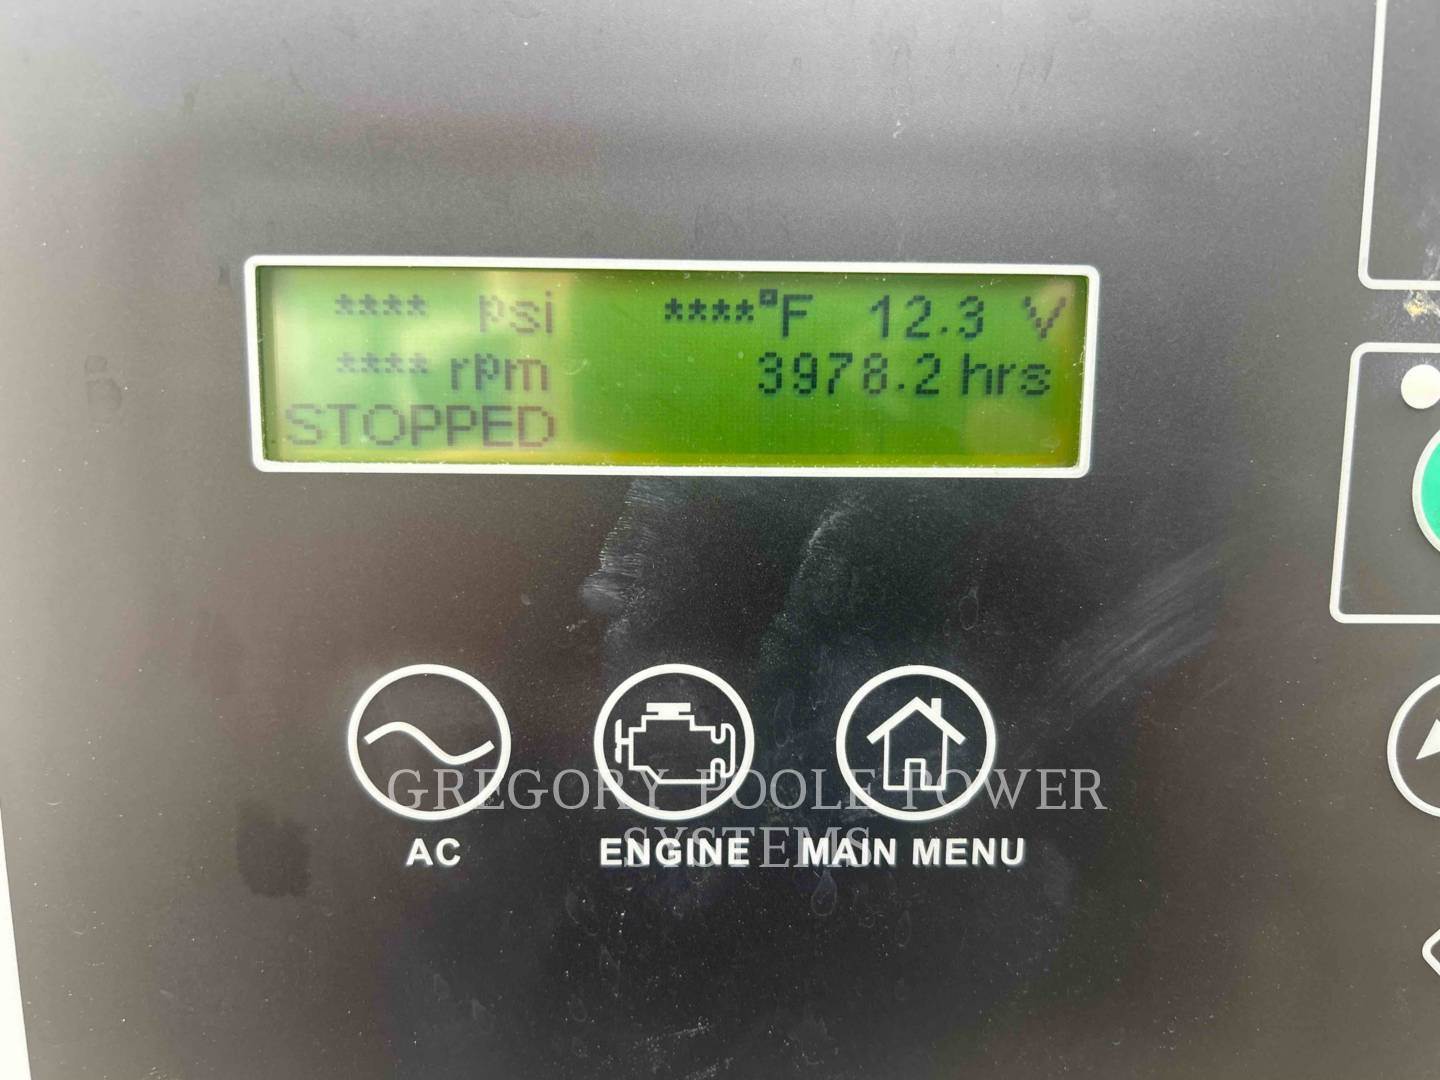 **** psi ****°F 12.3 V
**** rpm 3978.2 hrs
STOPPED
GREGORY POOLE POWER
SYSTEMS
AC ENGINE MAIN MENU